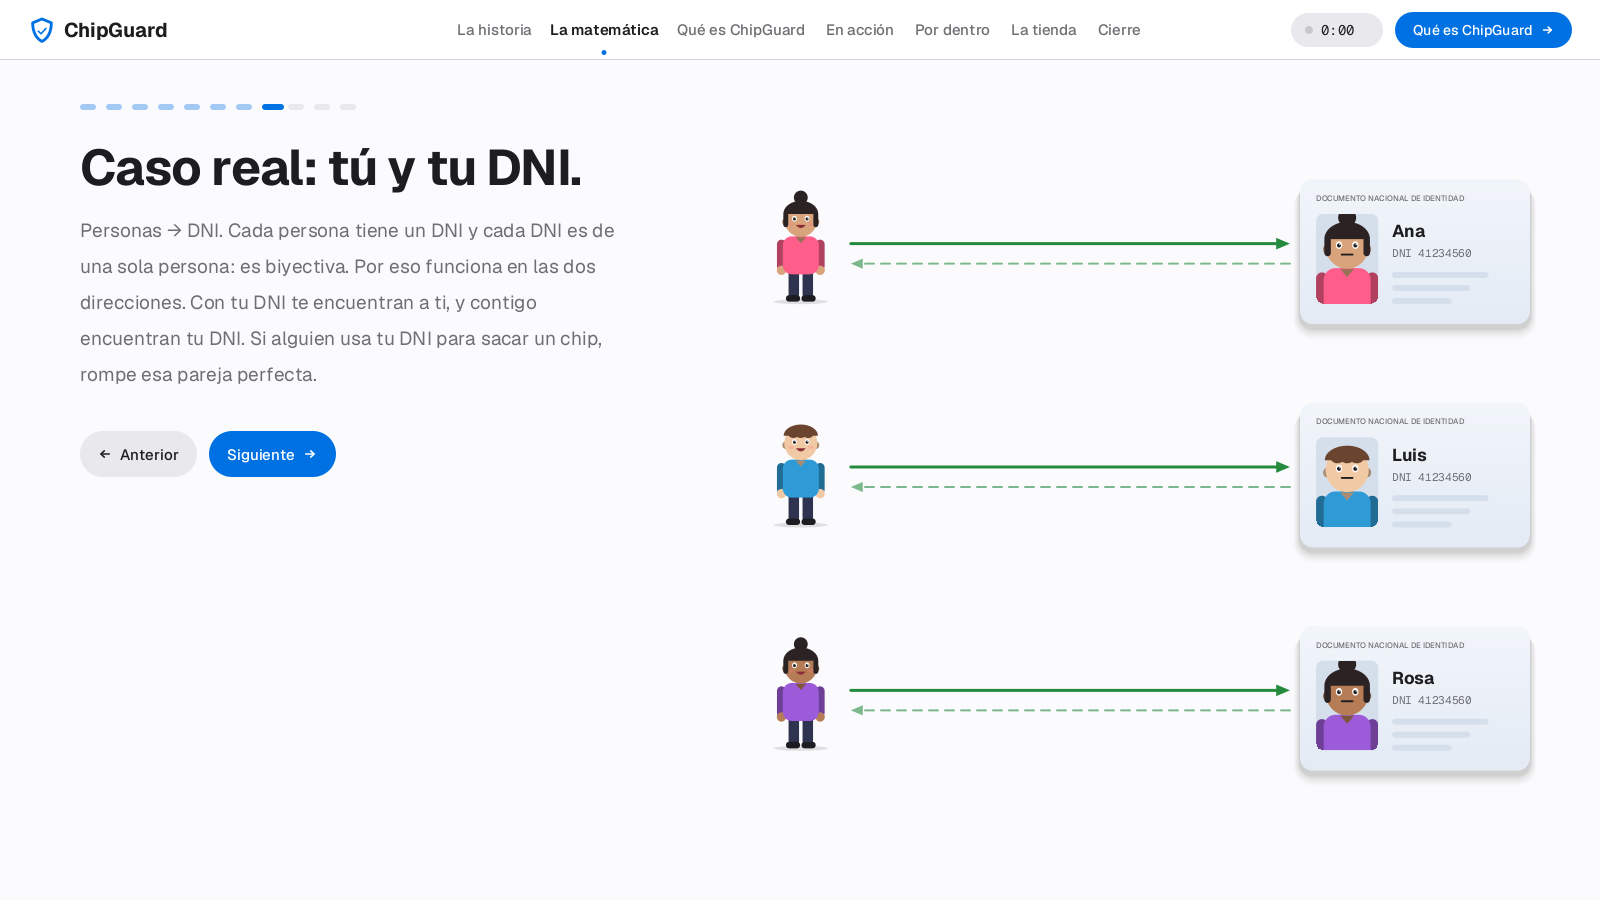 ChipGuard
La historia
La matemática
Qué es ChipGuard
En acción
Por dentro
La tienda
Cierre
0:00
Qué es ChipGuard →
Caso real: tú y tu DNI.
Personas → DNI. Cada persona tiene un DNI y cada DNI es de
una sola persona: es biyectiva. Por eso funciona en las dos
direcciones. Con tu DNI te encuentran a ti, y contigo
encuentran tu DNI. Si alguien usa tu DNI para sacar un chip,
rompe esa pareja perfecta.
← Anterior
Siguiente →
DOCUMENTO NACIONAL DE IDENTIDAD
Ana
DNI 41234560
DOCUMENTO NACIONAL DE IDENTIDAD
Luis
DNI 41234560
DOCUMENTO NACIONAL DE IDENTIDAD
Rosa
DNI 41234560